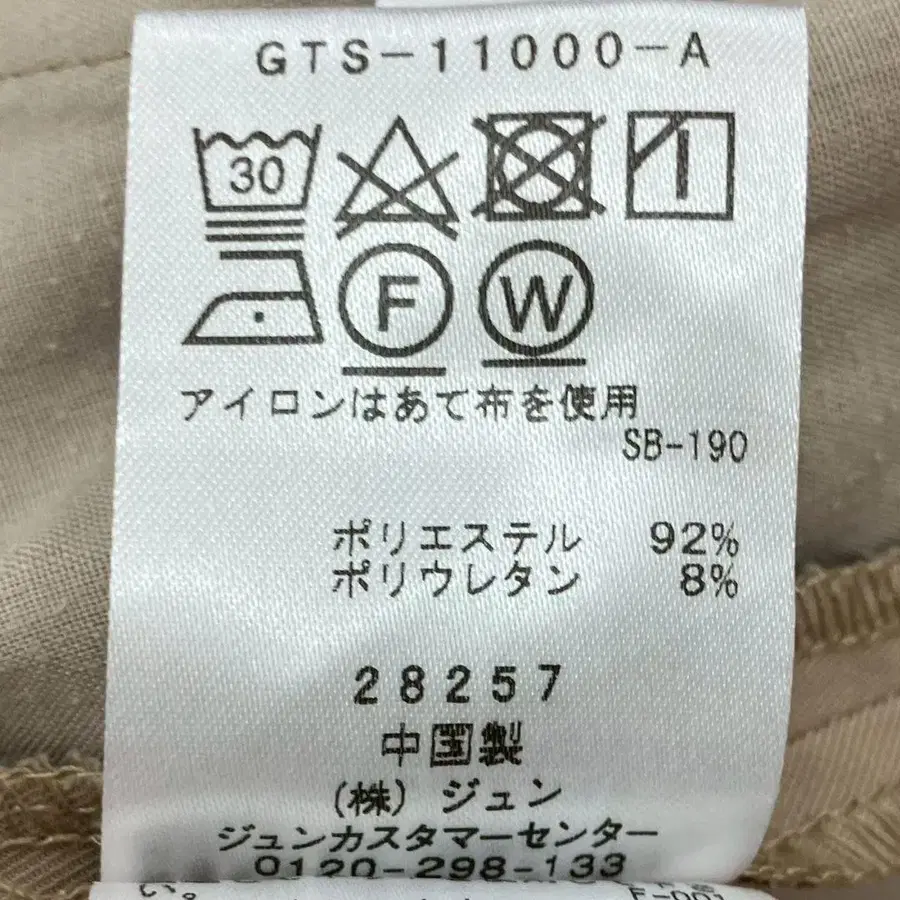 GTS-11000-A
30
F W
アイロンはあて布を使用
SB-190
ポリエステル 92%
ポリウレタン 8%
28257
中国製
(株) ジュン
ジュンカスタマーセンター
0120-298-133
い。